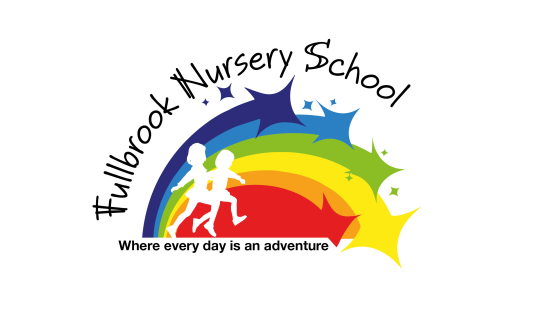 Fullbrook Nursery School
Where every day is an adventure